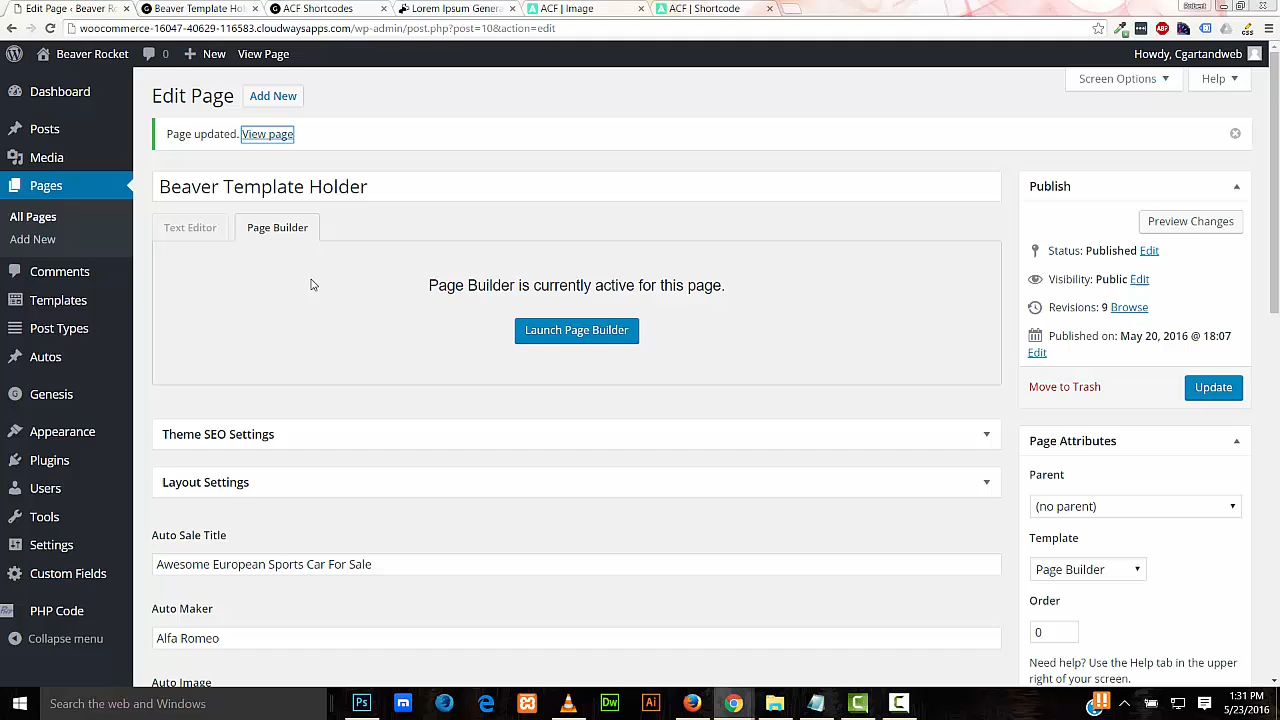 Edit Page ‹ Beaver Ro
Beaver Template Hol
ACF Shortcodes
Lorem Ipsum Genera
ACF | Image
ACF | Shortcode
Robert
woocommerce-16047-40629-116583.cloudwaysapps.com/wp-admin/post.php?post=10&action=edit
Beaver Rocket
0
New
View Page
Howdy, Cgartandweb
Screen Options
Help
Dashboard
Posts
Media
Pages
All Pages
Add New
Comments
Templates
Post Types
Autos
Genesis
Appearance
Plugins
Users
Tools
Settings
Custom Fields
PHP Code
Collapse menu
Edit Page
Add New
Page updated. View page
Beaver Template Holder
Text Editor
Page Builder
Page Builder is currently active for this page.
Launch Page Builder
Theme SEO Settings
Layout Settings
Auto Sale Title
Awesome European Sports Car For Sale
Auto Maker
Alfa Romeo
Auto Image
Publish
Preview Changes
Status: Published Edit
Visibility: Public Edit
Revisions: 9 Browse
Published on: May 20, 2016 @ 18:07
Edit
Move to Trash
Update
Page Attributes
Parent
(no parent)
Template
Page Builder
Order
0
Need help? Use the Help tab in the upper
right of your screen.
Search the web and Windows
Ps
Dw
Ai
C
C
1:31 PM
5/23/2016